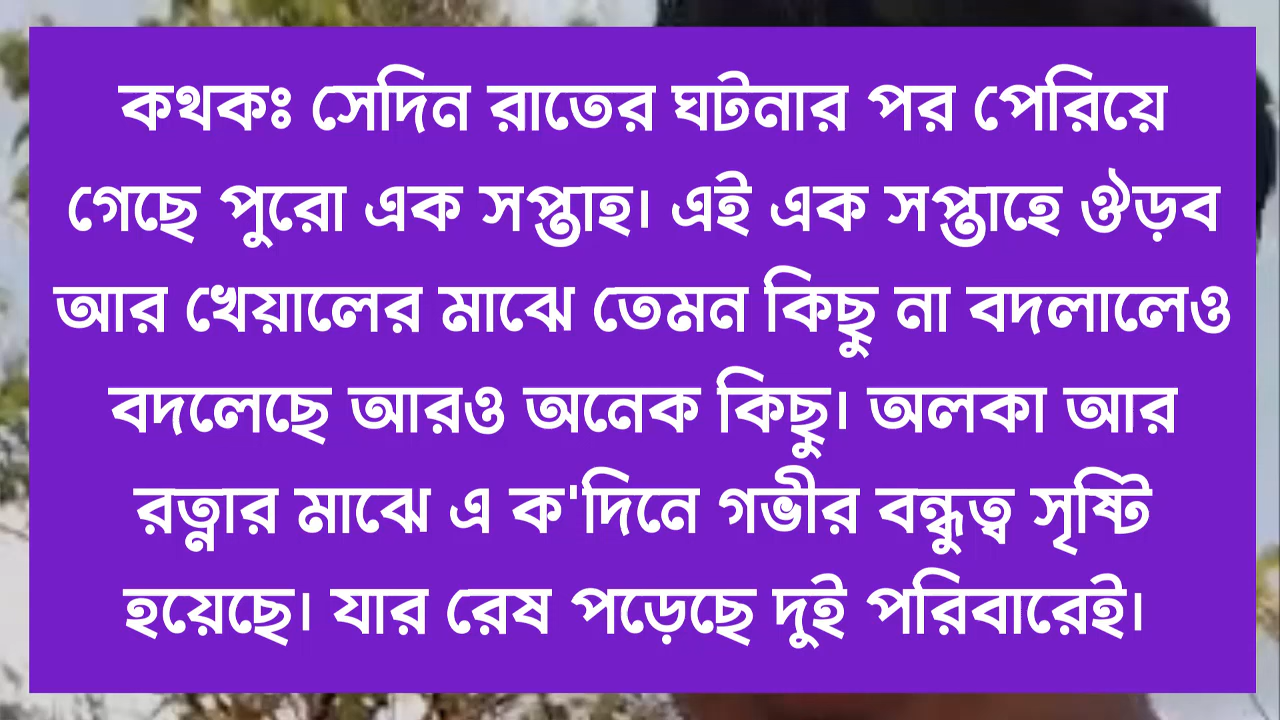 কথকঃ সেদিন রাতের ঘটনার পর পেরিয়ে
গেছে পুরো এক সপ্তাহ। এই এক সপ্তাহে ঔড়ব
আর খেয়ালের মাঝে তেমন কিছু না বদলালেও
বদলেছে আরও অনেক কিছু। অলকা আর
রত্নার মাঝে এ ক'দিনে গভীর বন্ধুত্ব সৃষ্টি
হয়েছে। যার রেষ পড়েছে দুই পরিবারেই।